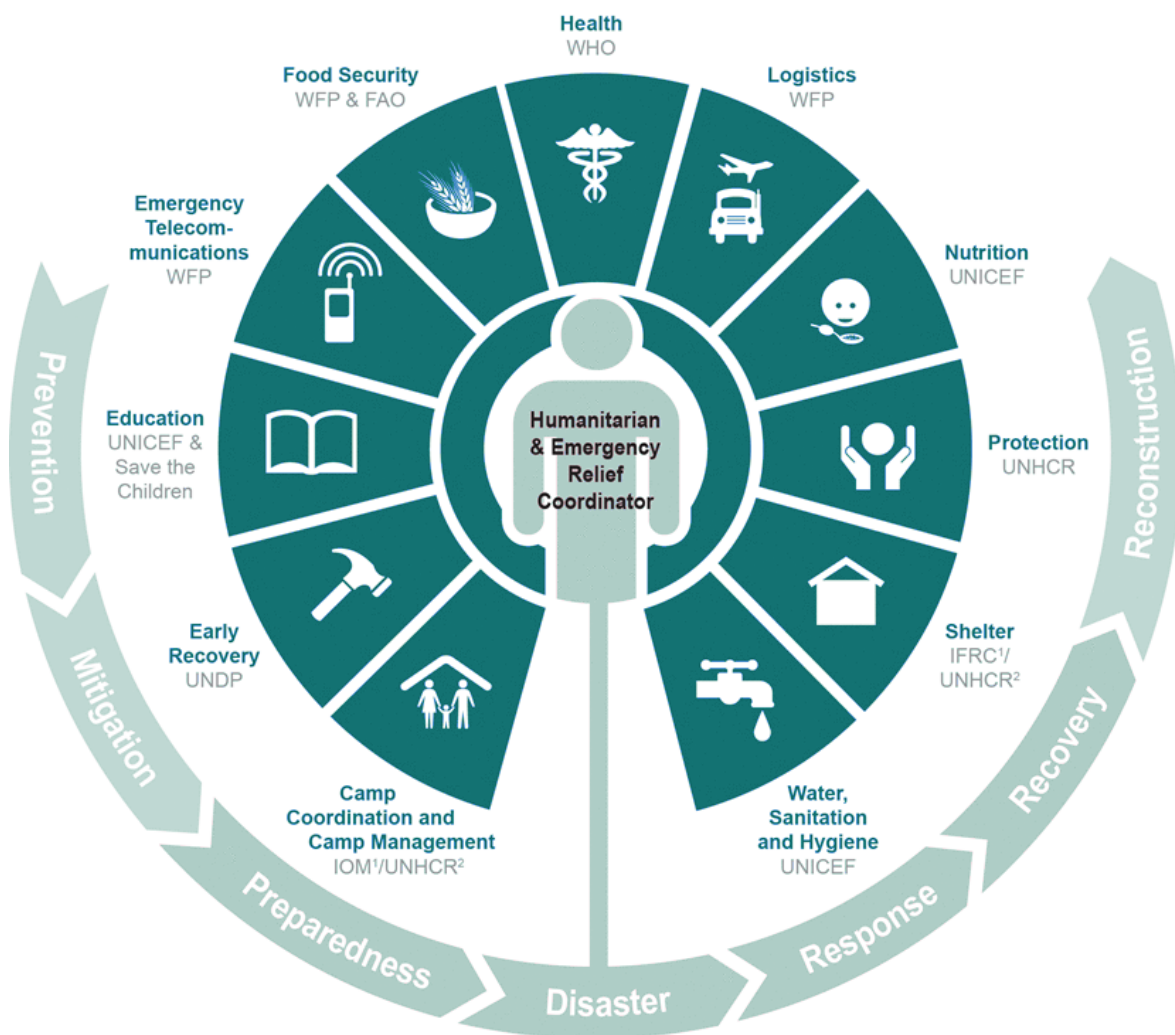 Health
WHO
Logistics
WFP
Nutrition
UNICEF
Protection
UNHCR
Shelter
IFRC¹/
UNHCR²
Water,
Sanitation
and Hygiene
UNICEF
Camp
Coordination and
Camp Management
IOM¹/UNHCR²
Early
Recovery
UNDP
Education
UNICEF &
Save the
Children
Emergency
Telecom-
munications
WFP
Food Security
WFP & FAO
Humanitarian
& Emergency
Relief
Coordinator
Prevention
Mitigation
Preparedness
Disaster
Response
Recovery
Reconstruction